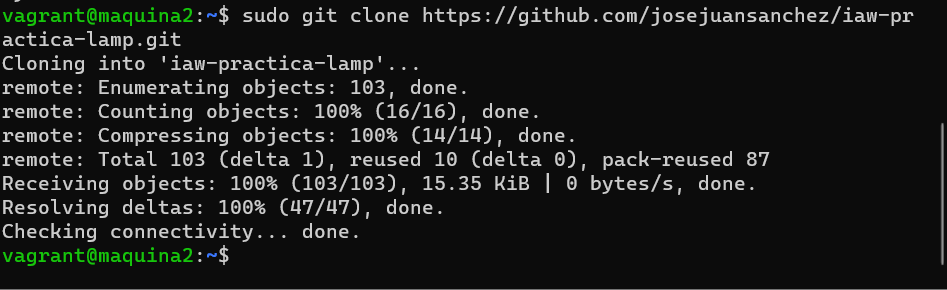 vagrant@maquina2:~$ sudo git clone https://github.com/josejuansanchez/iaw-pr
actica-lamp.git
Cloning into 'iaw-practica-lamp'...
remote: Enumerating objects: 103, done.
remote: Counting objects: 100% (16/16), done.
remote: Compressing objects: 100% (14/14), done.
remote: Total 103 (delta 1), reused 10 (delta 0), pack-reused 87
Receiving objects: 100% (103/103), 15.35 KiB | 0 bytes/s, done.
Resolving deltas: 100% (47/47), done.
Checking connectivity... done.
vagrant@maquina2:~$